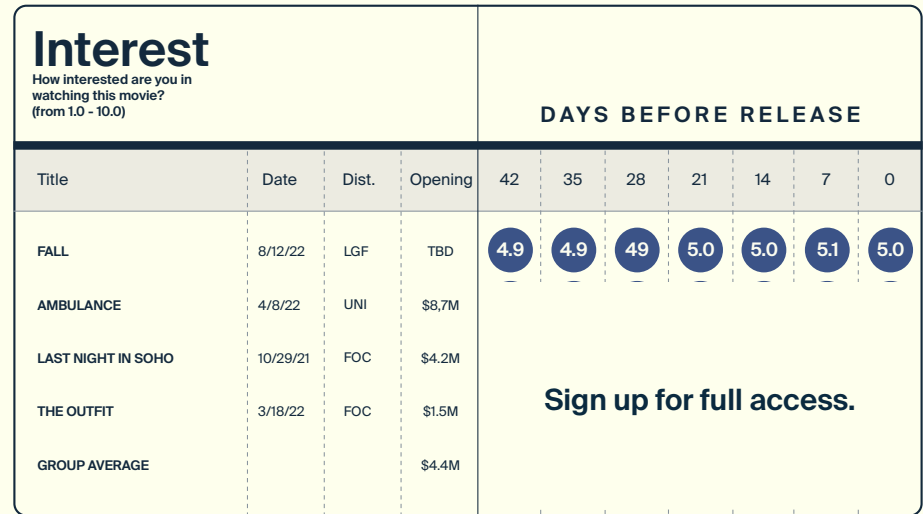 Interest
How interested are you in
watching this movie?
(from 1.0 - 10.0)
DAYS BEFORE RELEASE
Title Date Dist. Opening 42 35 28 21 14 7 0
FALL 8/12/22 LGF TBD 4.9 4.9 49 5.0 5.0 5.1 5.0
AMBULANCE 4/8/22 UNI $8,7M
LAST NIGHT IN SOHO 10/29/21 FOC $4.2M
Sign up for full access.
THE OUTFIT 3/18/22 FOC $1.5M
GROUP AVERAGE $4.4M